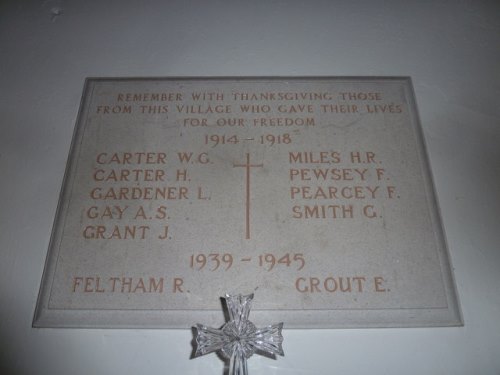 REMEMBER WITH THANKSGIVING THOSE
FROM THIS VILLAGE WHO GAVE THEIR LIVES
FOR OUR FREEDOM
1914 - 1918
CARTER W.G. MILES H.R.
CARTER H. PEWSEY F.
GARDENER L. PEARCEY F.
GAY A.S. SMITH G.
GRANT J.
1939 - 1945
FELTHAM R. GROUT E.